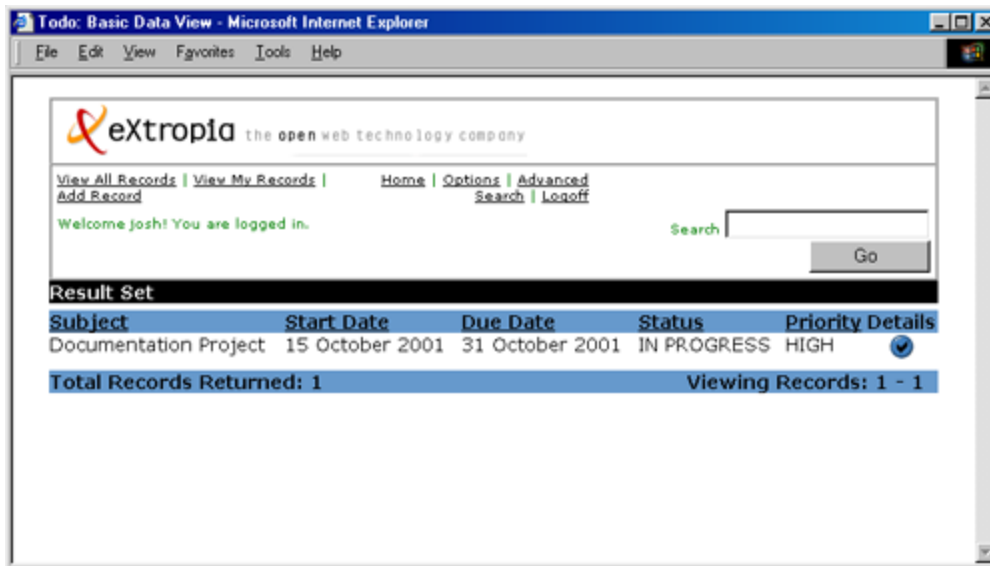 Todo: Basic Data View - Microsoft Internet Explorer
File Edit View Favorites Tools Help
eXtropia the open web technology company
View All Records | View My Records | Home | Options | Advanced
Add Record Search | Logoff
Welcome josh! You are logged in.
Search
Go
Result Set
Subject Start Date Due Date Status Priority Details
Documentation Project 15 October 2001 31 October 2001 IN PROGRESS HIGH
Total Records Returned: 1 Viewing Records: 1 - 1